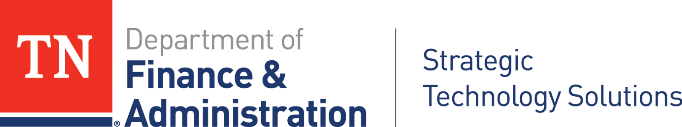 TN
Department of
Finance &
Administration
®
Strategic
Technology Solutions